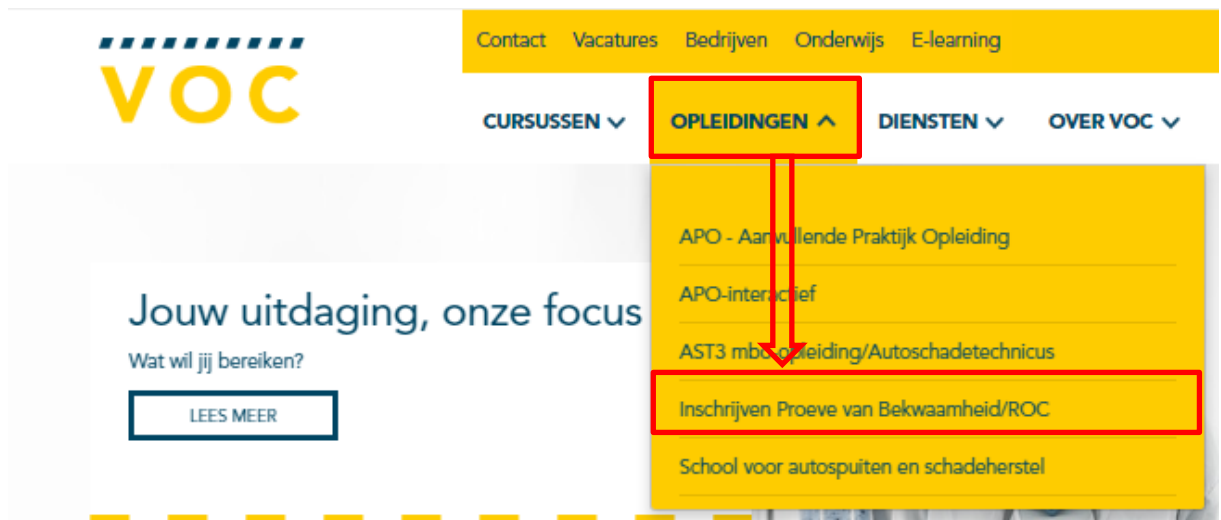 VOC
Contact Vacatures Bedrijven Onderwijs E-learning
CURSUSSEN OPLEIDINGEN DIENSTEN OVER VOC
APO - Aanvullende Praktijk Opleiding
APO-interactief
AST3 mbo-opleiding/Autoschadetechnicus
Inschrijven Proeve van Bekwaamheid/ROC
School voor autospuiten en schadeherstel
Jouw uitdaging, onze focus
Wat wil jij bereiken?
LEES MEER